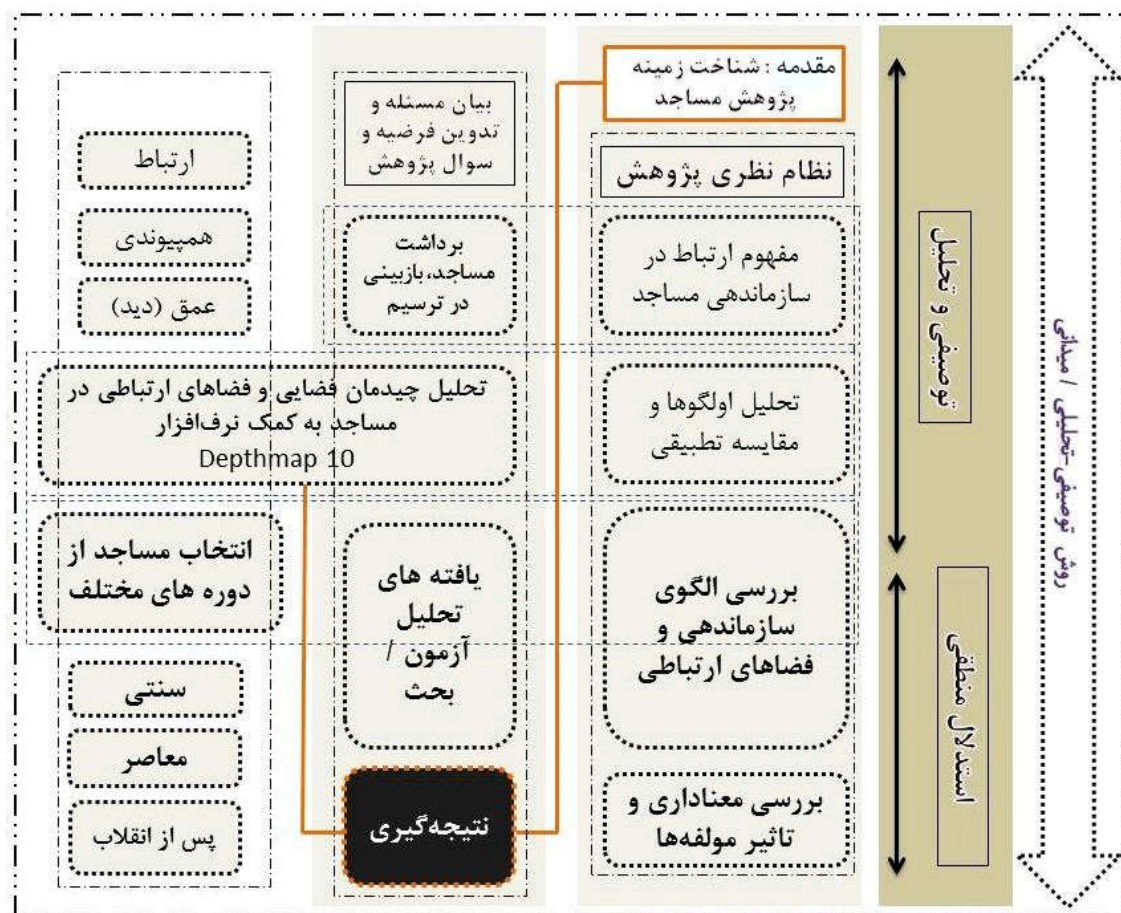 مقدمه : شناخت زمینه
پژوهش مساجد
نظام نظری پژوهش
مفهوم ارتباط در
سازماندهی مساجد
تحلیل اولگوها و
مقایسه تطبیقی
بررسی الگوی
سازماندهی و
فضاهای ارتباطی
بررسی معناداری و
تاثیر مولفه‌ها
بیان مسئله و
تدوین فرضیه و
سوال پژوهش
برداشت
مساجد،بازبینی
در ترسیم
تحلیل چیدمان فضایی و فضاهای ارتباطی در
مساجد به کمک نرف‌افزار
Depthmap 10
یافته های
تحلیل
آزمون /
بحث
نتیجه‌گیری
ارتباط
همپیوندی
عمق (دید)
انتخاب مساجد از
دوره های مختلف
سنتی
معاصر
پس از انقلاب
توصیفی و تحلیل
استدلال منطقی
روش توصیفی-تحلیلی / میدانی